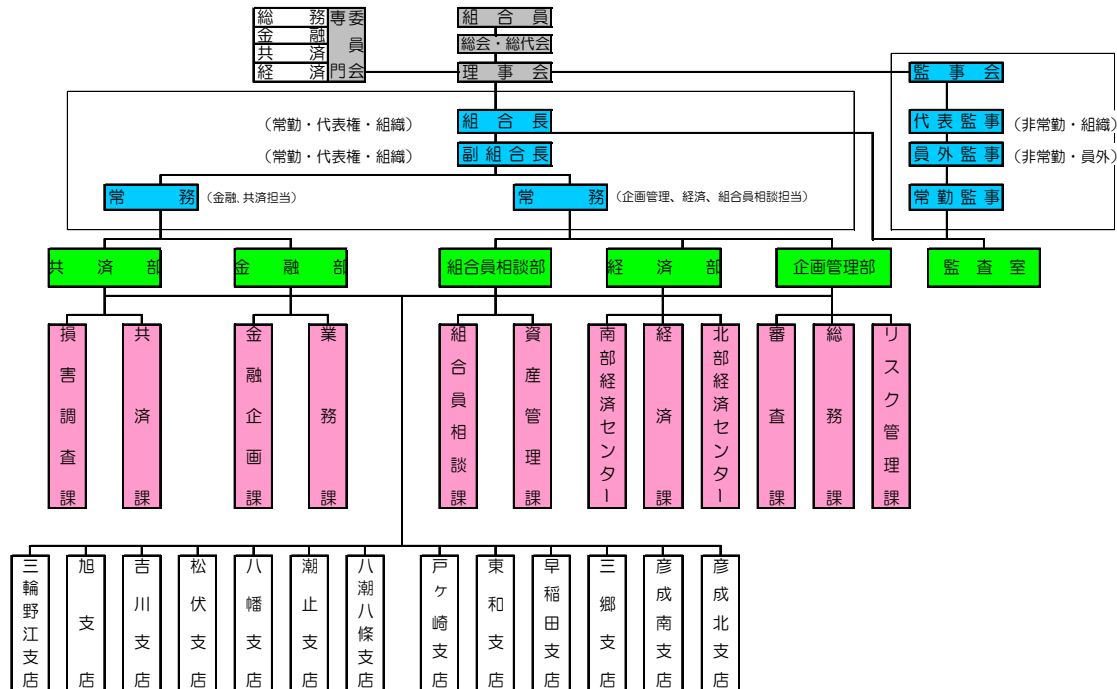 総務
金融
共済
経済
専門委員会
組合員
総会・総代会
理事会
監事会
(常勤・代表権・組織)
組合長
代表監事
(非常勤・組織)
(常勤・代表権・組織)
副組合長
員外監事
(非常勤・員外)
常務
(金融、共済担当)
常務
(企画管理、経済、組合員相談担当)
常勤監事
共済部
金融部
組合員相談部
経済部
企画管理部
監査室
損害調査課
共済課
金融企画課
業務課
組合員相談課
資産管理課
南部経済センター
経済課
北部経済センター
審査課
総務課
リスク管理課
三輪野江支店
旭支店
吉川支店
松伏支店
八幡支店
潮止支店
八潮八條支店
戸ヶ崎支店
東和支店
早稲田支店
三郷支店
彦成南支店
彦成北支店